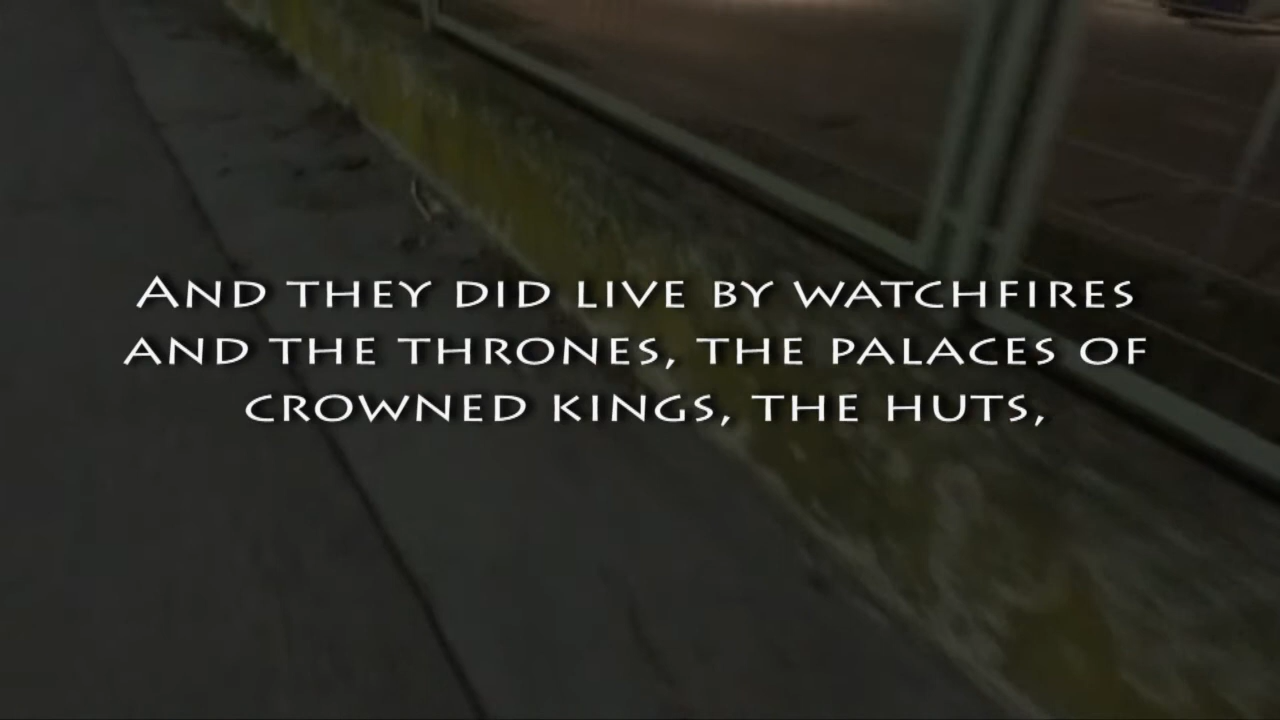 And they did live by watchfires
and the thrones, the palaces of
crowned kings, the huts,